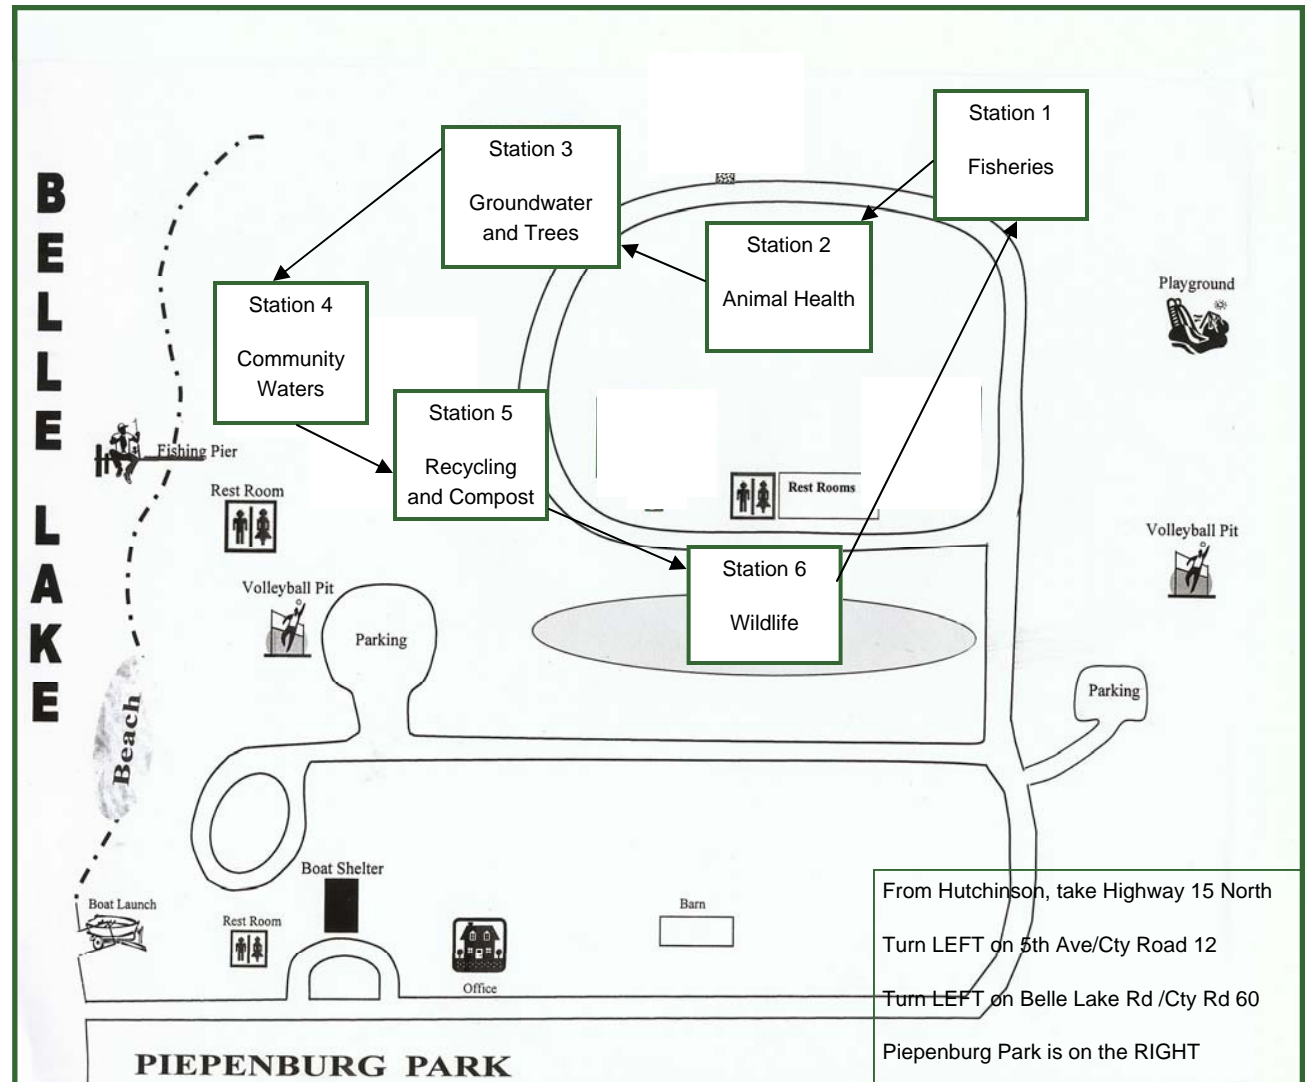 BELLE LAKE
Station 1
Fisheries
Station 3
Groundwater
and Trees
Station 2
Animal Health
Station 4
Community
Waters
Playground
Station 5
Recycling
and Compost
Fishing Pier
Rest Room
Rest Rooms
Volleyball Pit
Station 6
Wildlife
Volleyball Pit
Parking
Parking
Beach
Boat Shelter
Boat Launch
Rest Room
Office
Barn
From Hutchinson, take Highway 15 North
Turn LEFT on 5th Ave/Cty Road 12
Turn LEFT on Belle Lake Rd /Cty Rd 60
Piepenburg Park is on the RIGHT
PIEPENBURG PARK